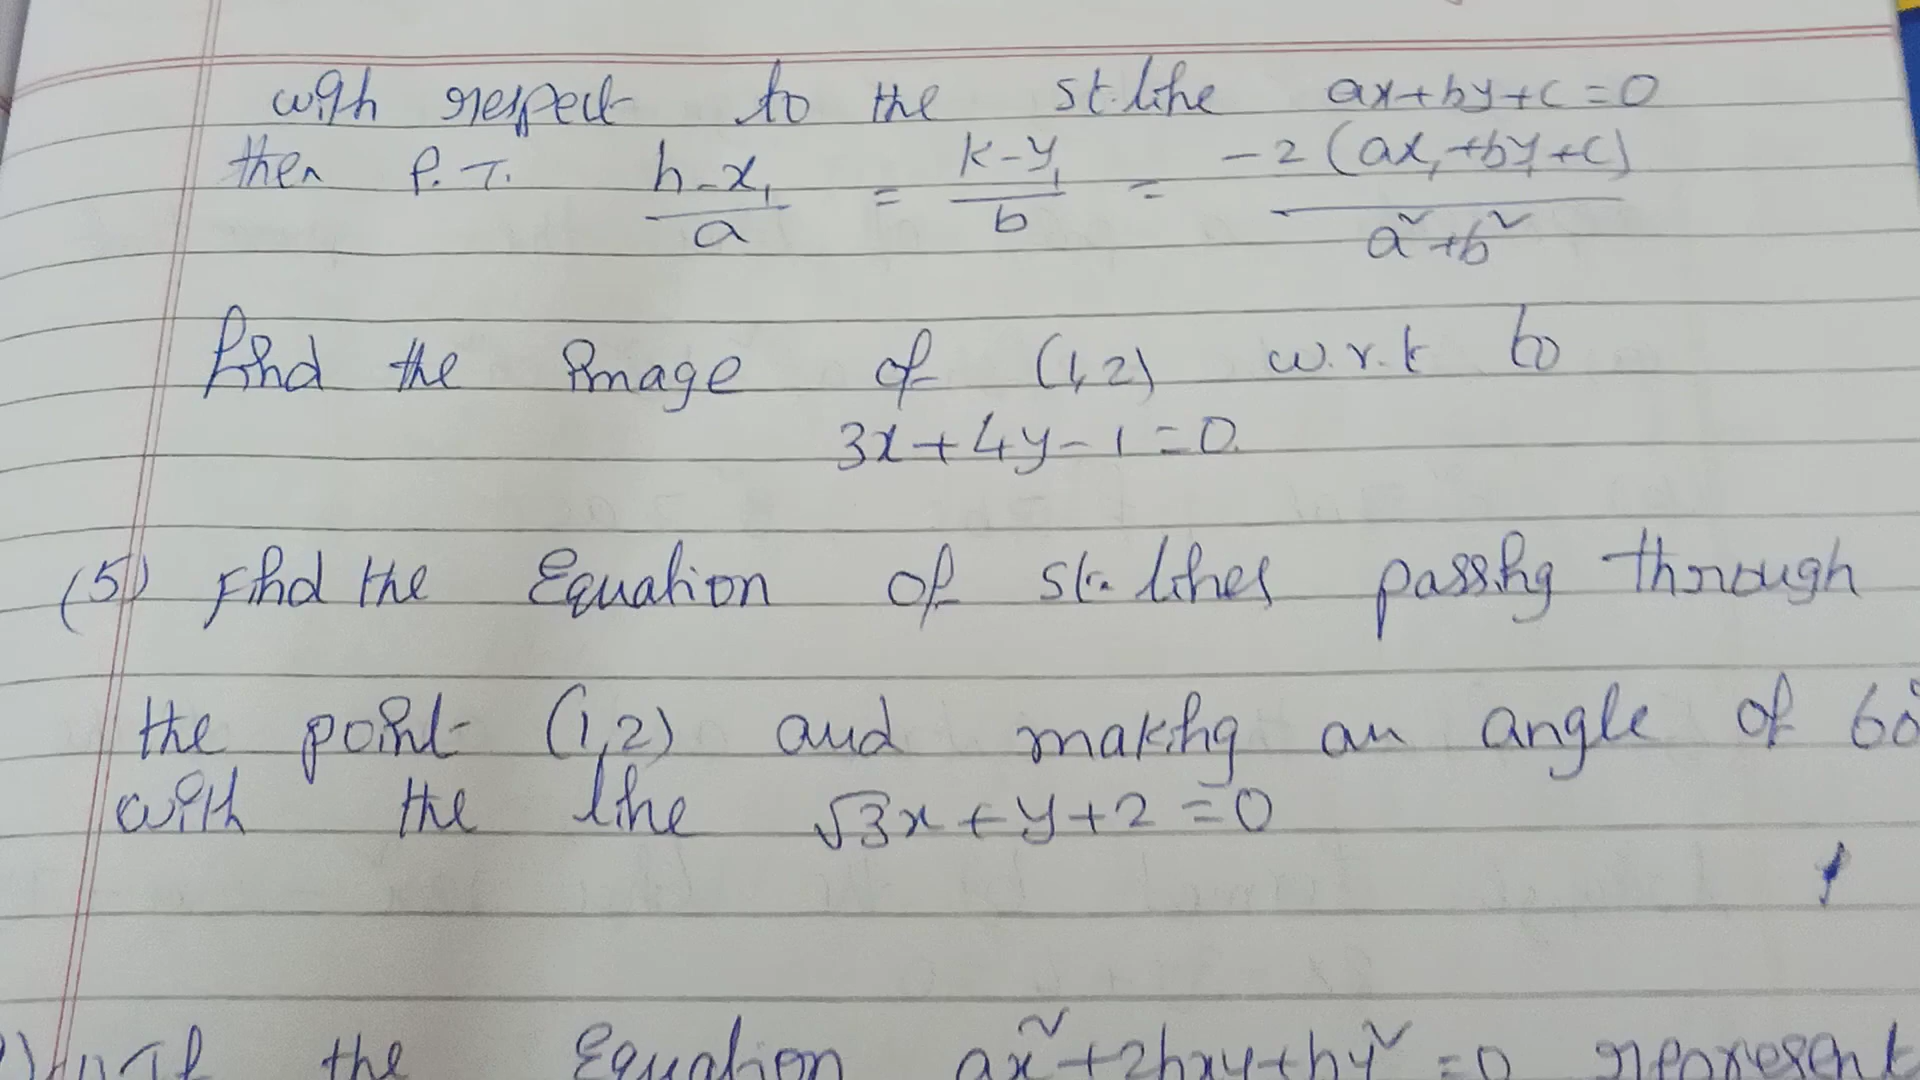 with respect to the st.line ax+by+c=0
then P.T. h-x₁/a = k-y₁/b = -2(ax₁+by₁+c)/a²+b²
find the image of (1,2) w.r.t to
3x+4y-1=0.
(5) Find the Equation of st. lines passing through
the point (1,2) and making an angle of 60°
with the line √3x+y+2=0
If the Equation ax²+2hxy+by²=0 represent